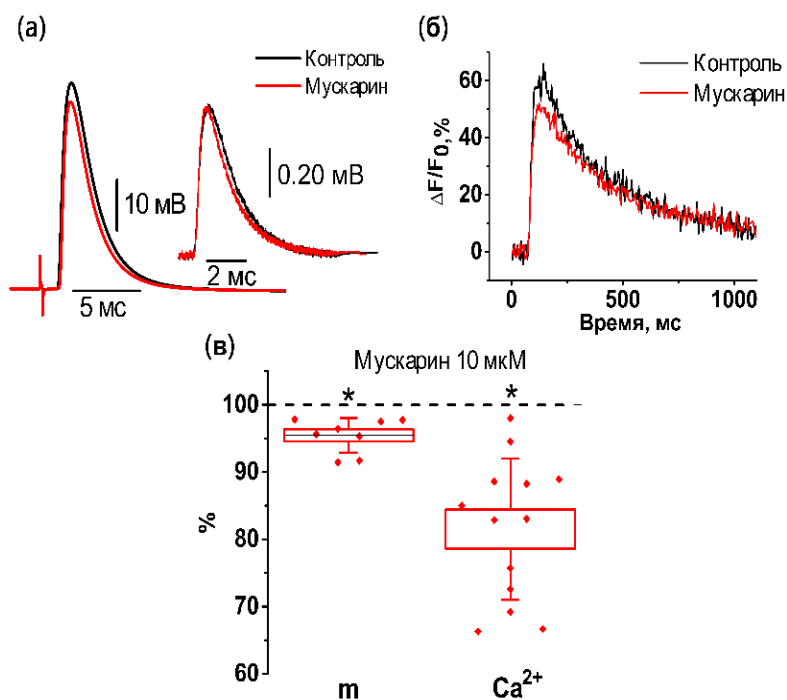 (а)
Контроль
Мускарин
10 мВ
0.20 мВ
2 мс
5 мс
(б)
Контроль
Мускарин
ΔF/F0,%
60
40
20
0
0
500
1000
Время, мс
(в)
Мускарин 10 мкМ
*
*
100
90
80
70
60
%
m
Ca²⁺